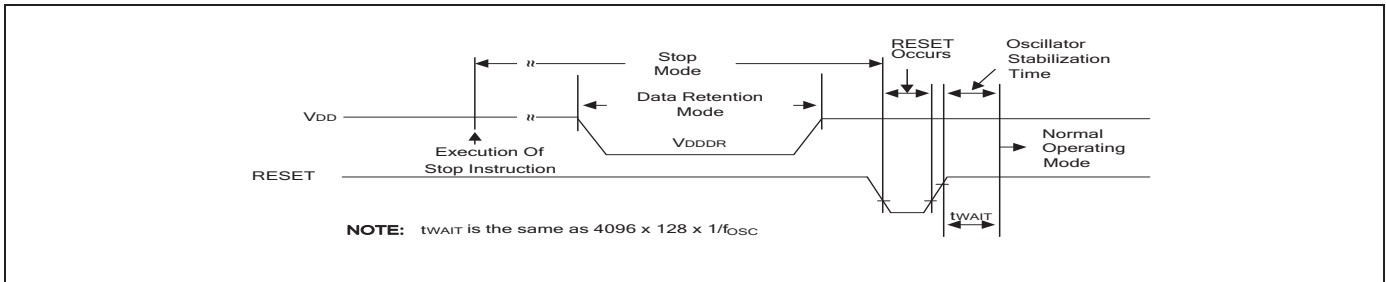 RESET
Occurs
Oscillator
Stabilization
Time
Stop
Mode
Data Retention
Mode
VDD
VDDDR
Execution Of
Stop Instruction
Normal
Operating
Mode
RESET
tWAIT
NOTE: tWAIT is the same as 4096 x 128 x 1/fOSC